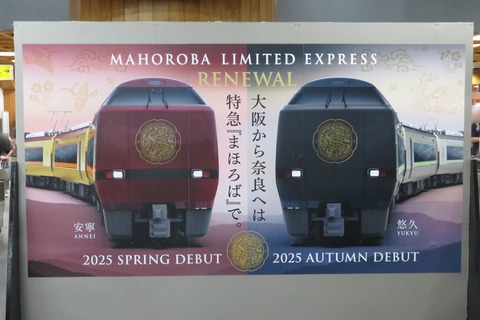 MAHOROBA LIMITED EXPRESS
RENEWAL
大阪から奈良へは
特急『まほろば』で。
安寧
ANNEI
悠久
YUKYU
2025 SPRING DEBUT
2025 AUTUMN DEBUT